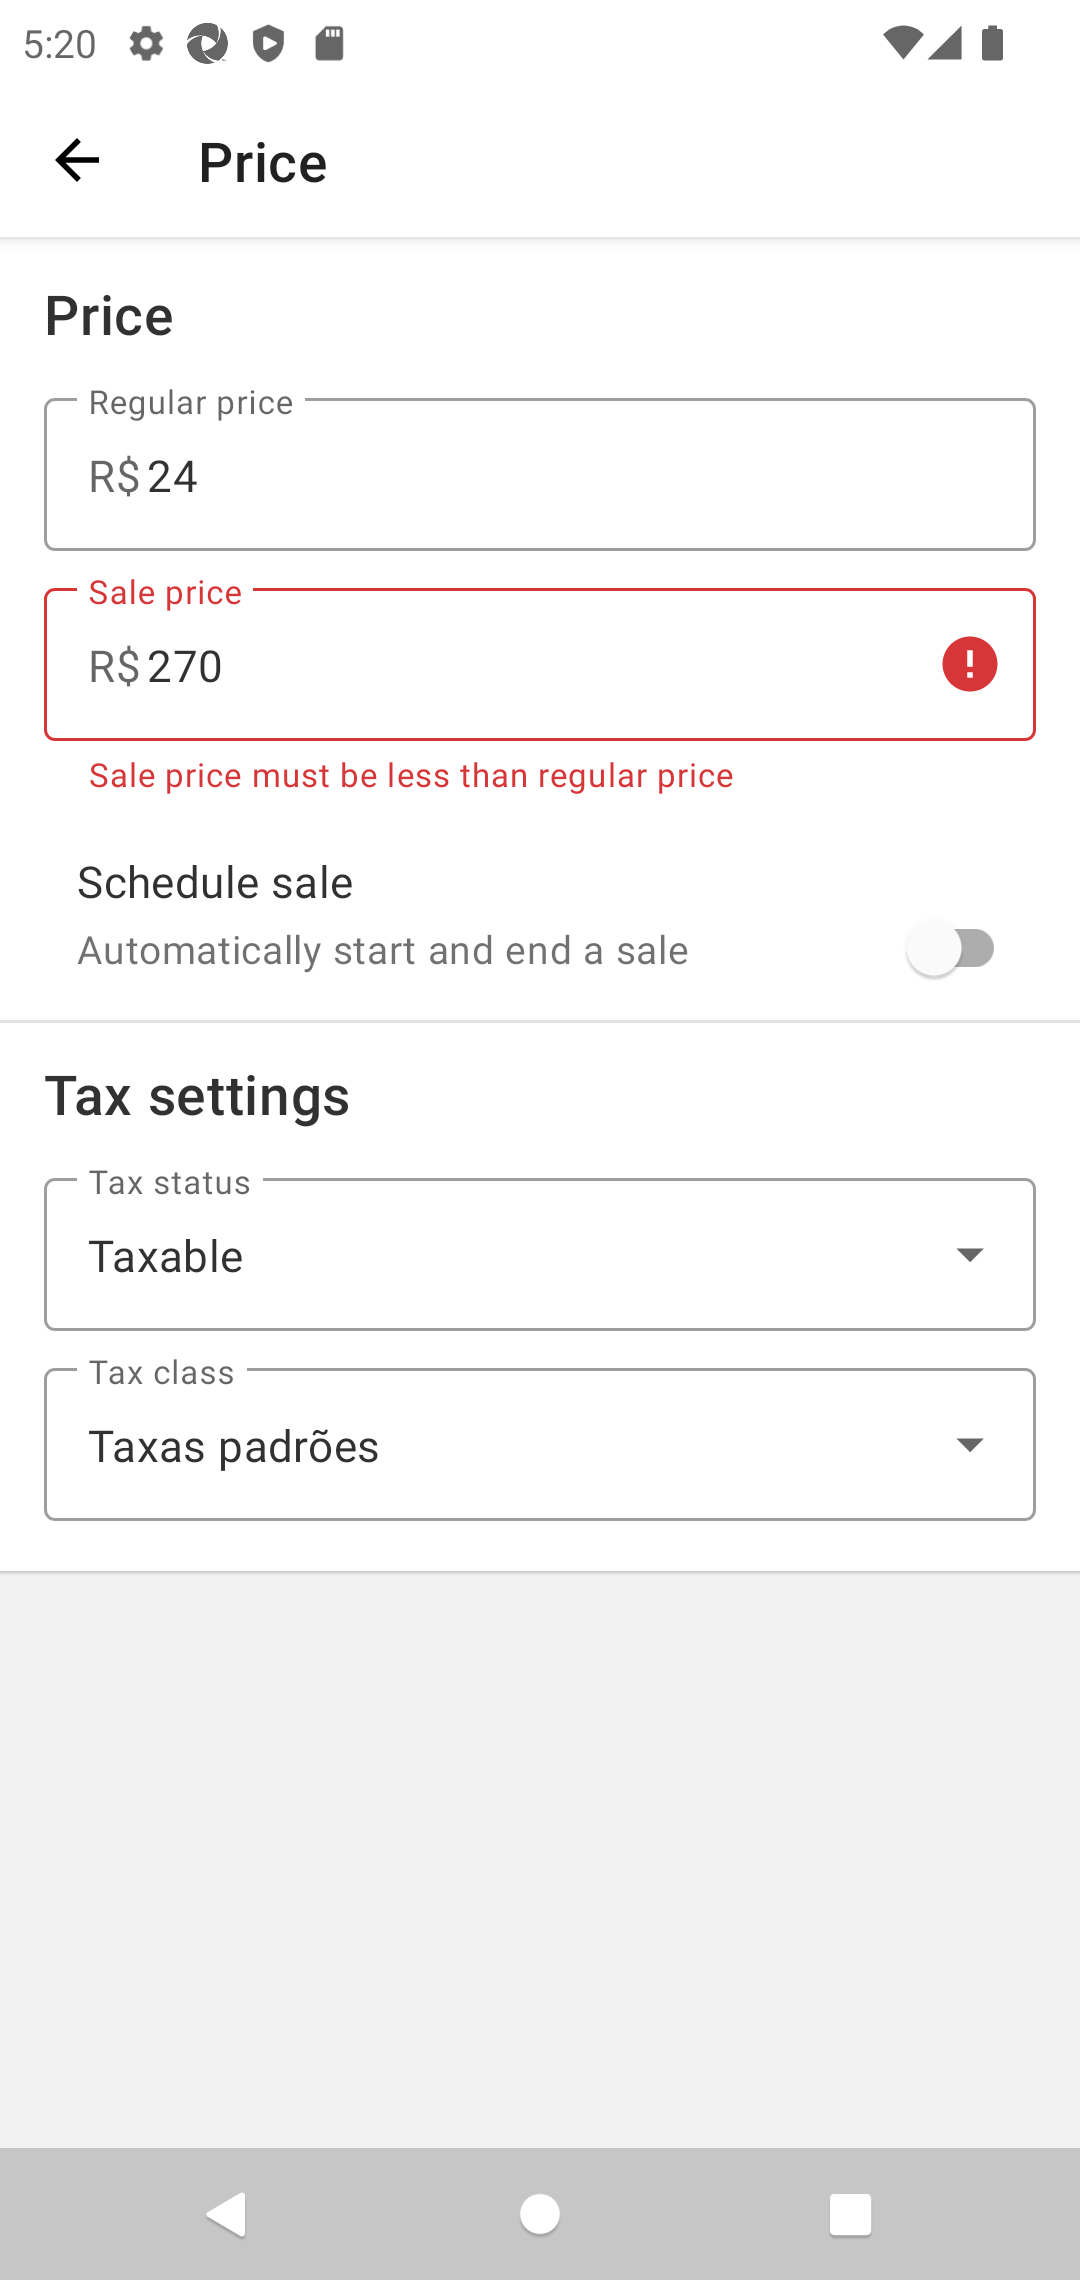 5:20
Price
Price
Regular price
R$ 24
Sale price
R$ 270
Sale price must be less than regular price
Schedule sale
Automatically start and end a sale
Tax settings
Tax status
Taxable
Tax class
Taxas padrões